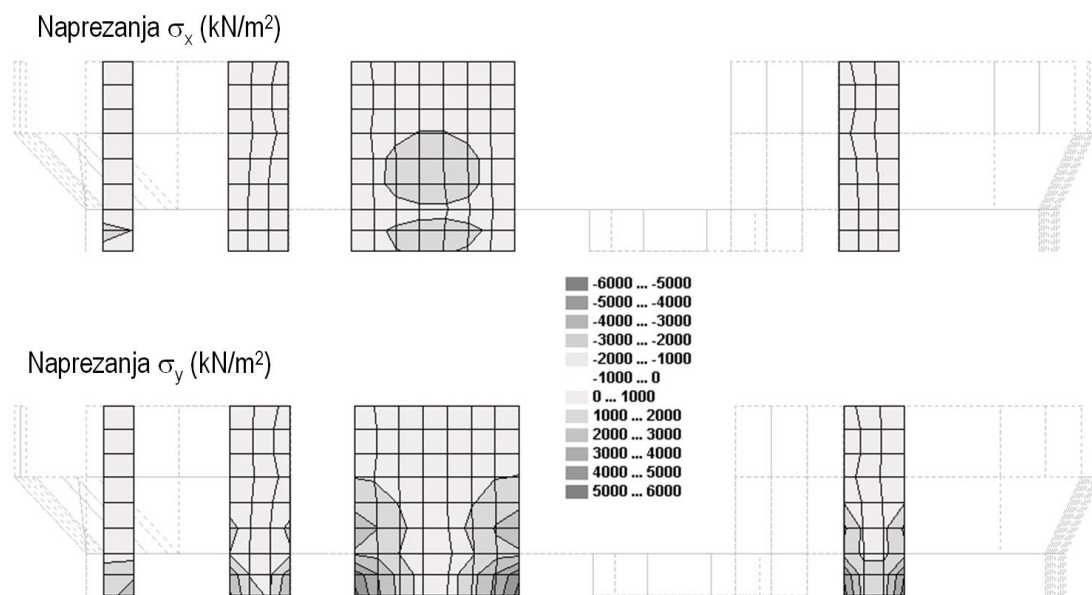 Naprezanja σx (kN/m²)
-6000 ... -5000
-5000 ... -4000
-4000 ... -3000
-3000 ... -2000
-2000 ... -1000
-1000 ... 0
0 ... 1000
1000 ... 2000
2000 ... 3000
3000 ... 4000
4000 ... 5000
5000 ... 6000
Naprezanja σy (kN/m²)